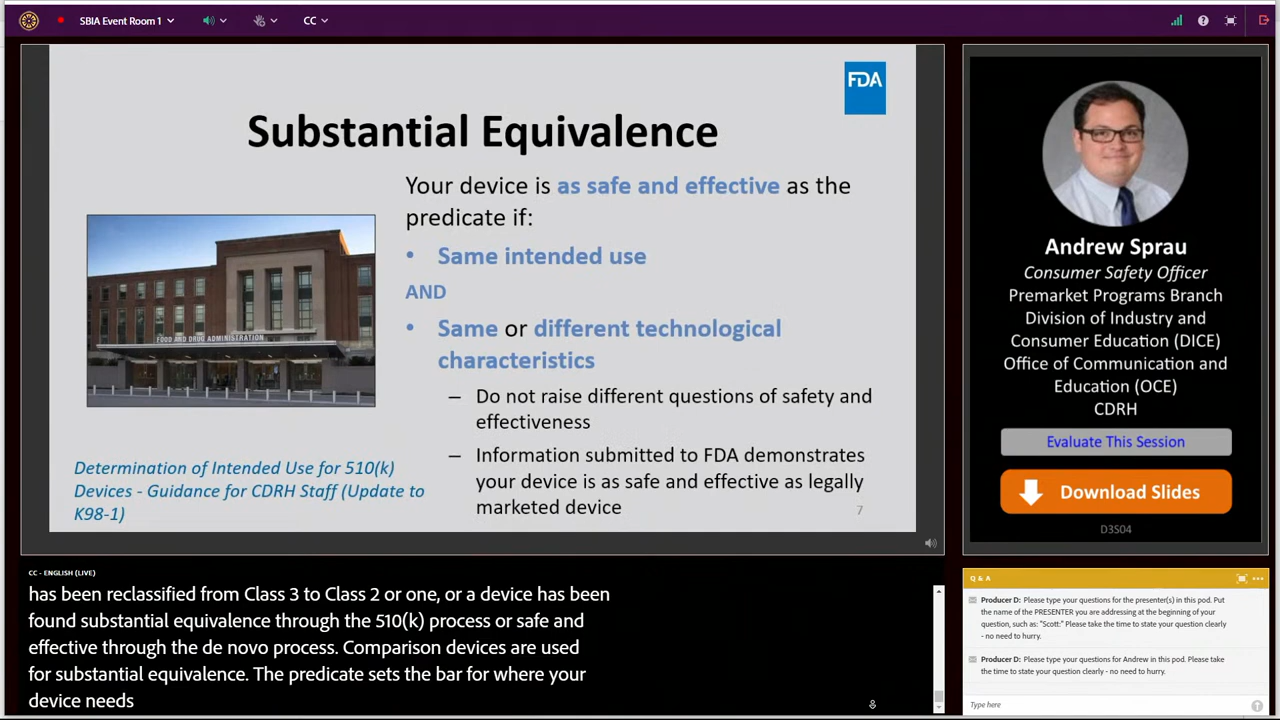 SBIA Event Room 1
CC
FDA
Substantial Equivalence
Your device is as safe and effective as the
predicate if:
• Same intended use
AND
• Same or different technological
characteristics
– Do not raise different questions of safety and
effectiveness
– Information submitted to FDA demonstrates
your device is as safe and effective as legally
marketed device
7
FOOD AND DRUG ADMINISTRATION
Determination of Intended Use for 510(k)
Devices - Guidance for CDRH Staff (Update to
K98-1)
Andrew Sprau
Consumer Safety Officer
Premarket Programs Branch
Division of Industry and
Consumer Education (DICE)
Office of Communication and
Education (OCE)
CDRH
Evaluate This Session
Download Slides
D3S04
CC - ENGLISH (LIVE)
has been reclassified from Class 3 to Class 2 or one, or a device has been
found substantial equivalence through the 510(k) process or safe and
effective through the de novo process. Comparison devices are used
for substantial equivalence. The predicate sets the bar for where your
device needs
Q & A
Producer D: Please type your questions for the presenter(s) in this pod. Put
the name of the PRESENTER you are addressing at the beginning of your
question, such as: "Scott:" Please take the time to state your question clearly
- no need to hurry.
Producer D: Please type your questions for Andrew in this pod. Please take
the time to state your question clearly - no need to hurry.
Type here